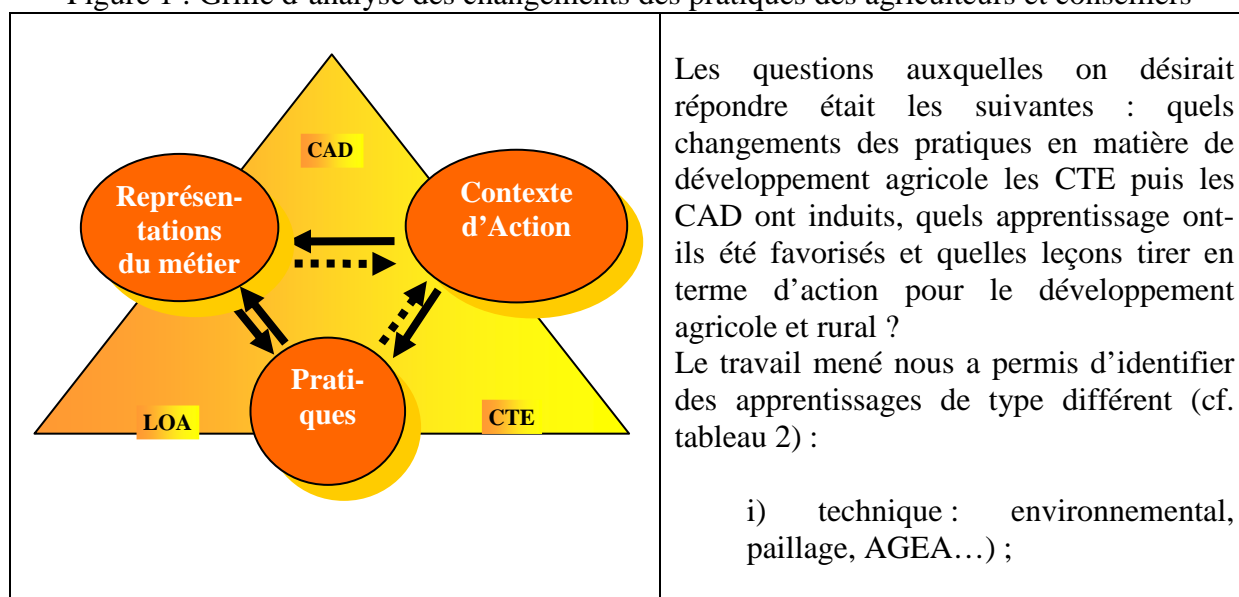 Figure 1 : Grille d'analyse des changements des pratiques des agriculteurs et conseillers
CAD
Représen-
tations
du métier
Contexte
d'Action
Prati-
ques
LOA
CTE
Les questions auxquelles on désirait
répondre était les suivantes : quels
changements des pratiques en matière de
développement agricole les CTE puis les
CAD ont induits, quels apprentissage ont-
ils été favorisés et quelles leçons tirer en
terme d'action pour le développement
agricole et rural ?
Le travail mené nous a permis d'identifier
des apprentissages de type différent (cf.
tableau 2) :
i) technique : environnemental,
paillage, AGEA…) ;